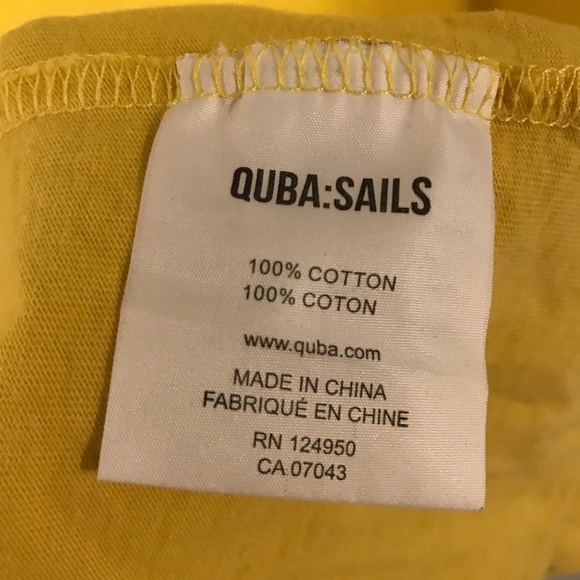 QUBA:SAILS
100% COTTON
100% COTON
www.quba.com
MADE IN CHINA
FABRIQUÉ EN CHINE
RN 124950
CA 07043